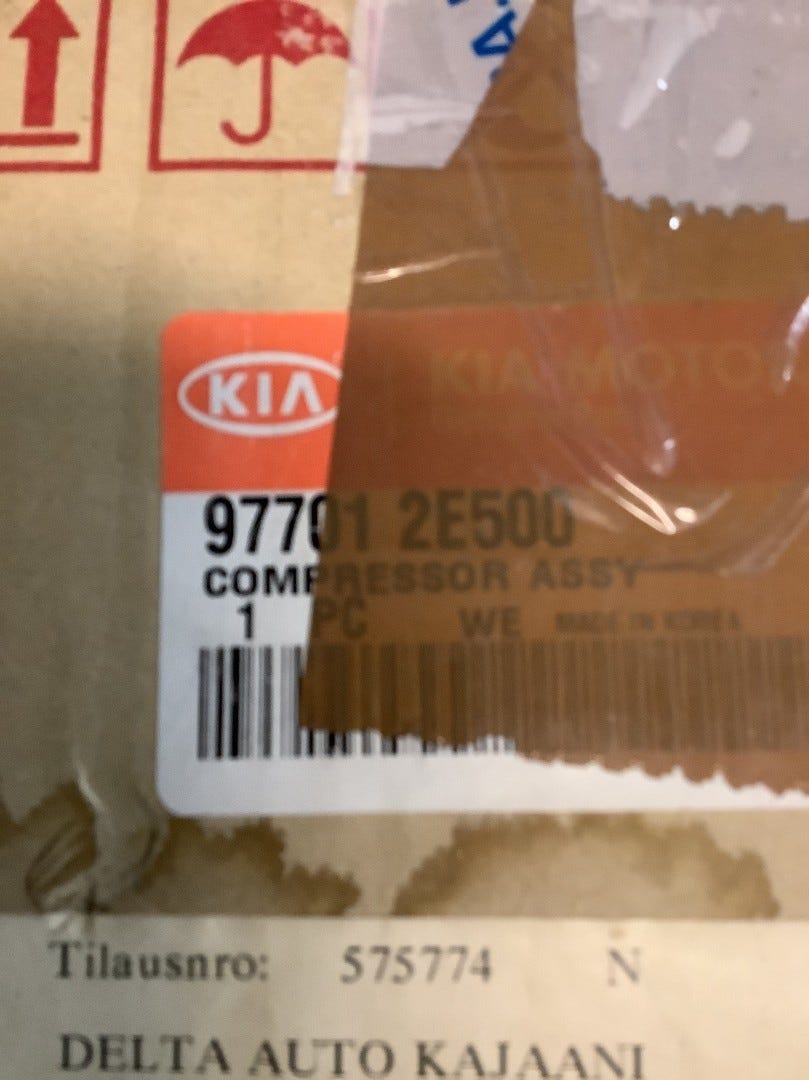 KIA
KIA MOTO
97701 2E500
COMPRESSOR ASSY
1 PC WE MADE IN KOREA
Tilausnro: 575774 N
DELTA AUTO KAJAANI